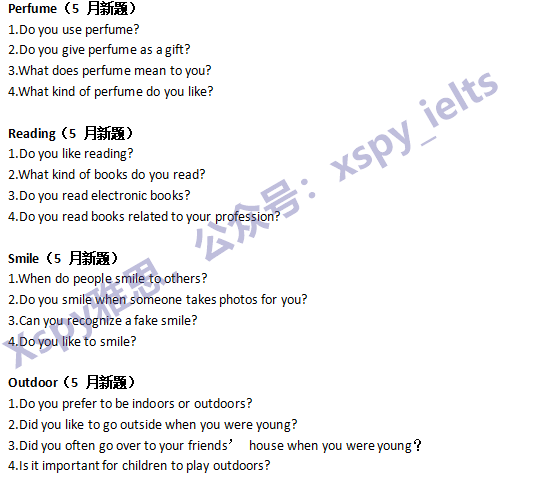 Perfume（5 月新题）
1.Do you use perfume?
2.Do you give perfume as a gift?
3.What does perfume mean to you?
4.What kind of perfume do you like?
Reading（5 月新题）
1.Do you like reading?
2.What kind of books do you read?
3.Do you read electronic books?
4.Do you read books related to your profession?
Smile（5 月新题）
1.When do people smile to others?
2.Do you smile when someone takes photos for you?
3.Can you recognize a fake smile?
4.Do you like to smile?
Outdoor（5 月新题）
1.Do you prefer to be indoors or outdoors?
2.Did you like to go outside when you were young?
3.Did you often go over to your friends’ house when you were young？
4.Is it important for children to play outdoors?
Xspy雅思.. 公众号：xspy_ielts